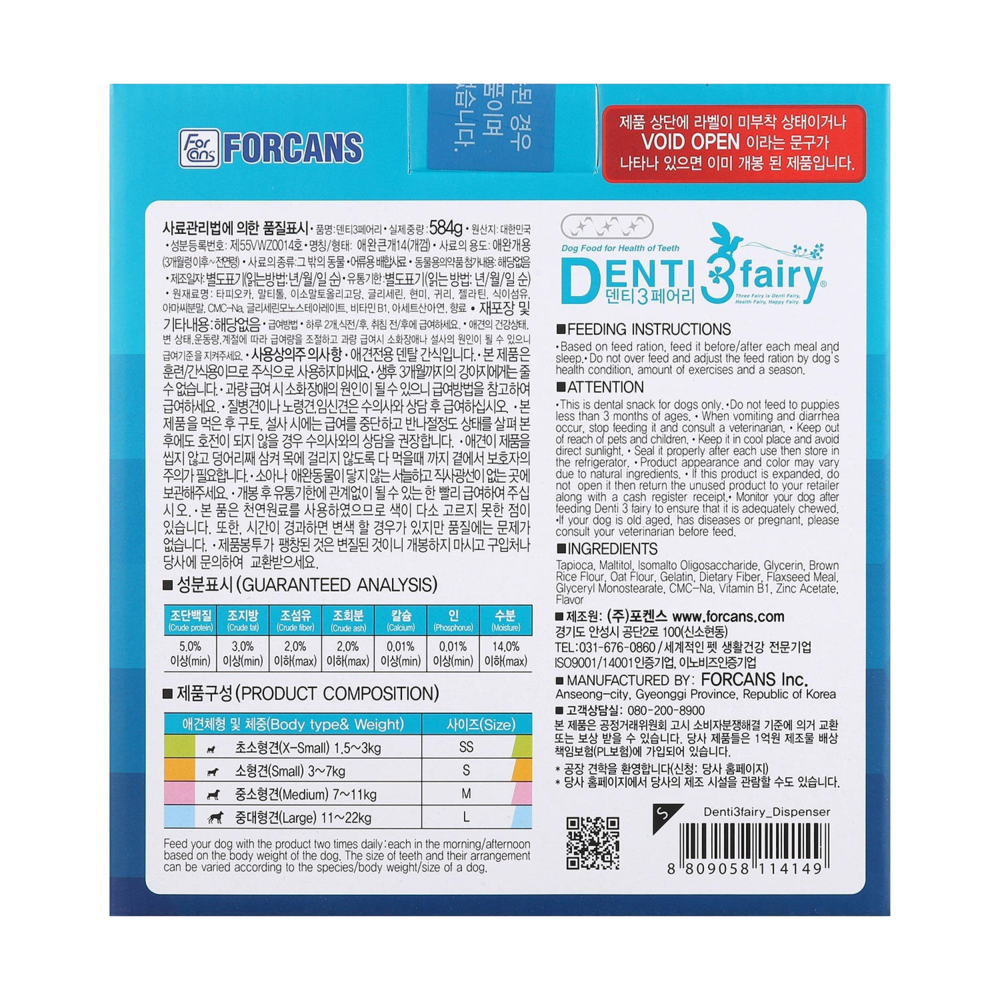 된 경우
품이며
없습니다.
For
cans
FORCANS
제품 상단에 라벨이 미부착 상태이거나
VOID OPEN 이라는 문구가
나타나 있으면 이미 개봉 된 제품입니다.
사료관리법에 의한 품질표시 • 품명: 덴티3페어리 • 실제중량: 584g • 원산지: 대한민국
• 성분등록번호: 제55VWZ0014호 • 명칭/형태: 애완큰개14(개껌) • 사료의 용도: 애완개용
(3개월령이후~전연령) • 사료의 종류: 그 밖의 동물·어류용 배합사료 • 동물용의약품 첨가 내용: 해당없음
• 제조일자: 별도표기(읽는방법: 년/월/일 순) • 유통기한: 별도표기(읽는 방법: 년/월/일 순)
• 원재료명: 타피오카, 말티톨, 이소말토올리고당, 글리세린, 현미, 귀리, 젤라틴, 식이섬유,
아마씨분말, CMC-Na, 글리세린모노스테아레이트, 비타민 B1, 아세트산아연, 향료 • 재포장 및
기타내용: 해당없음 • 급여방법 • 하루 2개,식전/후, 취침 전/후에 급여하세요. • 애견의 건강상태,
변 상태,운동량,계절에 따라 급여량을 조절하고 과량 급여시 소화장애나 설사의 원인이 될 수 있으니
급여기준을 지켜주세요. • 사용상의 주의사항 • 애견전용 덴탈 간식입니다. • 본 제품은
훈련/간식용이므로 주식으로 사용하지마세요. • 생후 3개월까지의 강아지에게는 줄
수 없습니다. • 과량 급여 시 소화장애의 원인이 될 수 있으니 급여방법을 참고하여
급여하세요. • 질병견이나 노령견,임신견은 수의사와 상담 후 급여하십시오. • 본
제품을 먹은 후 구토, 설사 시에는 급여를 중단하고 반나절정도 상태를 살펴 본
후에도 호전이 되지 않을 경우 수의사와의 상담을 권장합니다. • 애견이 제품을
씹지 않고 덩어리째 삼켜 목에 걸리지 않도록 다 먹을때 까지 곁에서 보호자의
주의가 필요합니다. • 소아나 애완동물이 닿지 않는 서늘하고 직사광선이 없는 곳에
보관해주세요. • 개봉 후 유통기한에 관계없이 될 수 있는 한 빨리 급여하여 주십
시오. • 본 품은 천연원료를 사용하였으므로 색이 다소 고르지 못한 점이
있습니다. 또한, 시간이 경과하면 변색 할 경우가 있지만 품질에는 문제가
없습니다. • 제품봉투가 팽창된 것은 변질된 것이니 개봉하지 마시고 구입처나
당사에 문의하여 교환받으세요.
■ 성분표시(GUARANTEED ANALYSIS)
조단백질 조지방 조섬유 조회분 칼슘 인 수분
(Crude protein) (Crude fat) (Crude fiber) (Crude ash) (Calcium) (Phosphorus) (Moisture)
5.0% 3.0% 2.0% 2.0% 0.01% 0.01% 14.0%
이상(min) 이상(min) 이하(max) 이하(max) 이상(min) 이상(min) 이하(max)
■ 제품구성(PRODUCT COMPOSITION)
애견체형 및 체중(Body type& Weight) 사이즈(Size)
초소형견(X-Small) 1.5~3kg SS
소형견(Small) 3~7kg S
중소형견(Medium) 7~11kg M
중대형견(Large) 11~22kg L
Feed your dog with the product two times daily:each in the morning/afternoon
based on the body weight of the dog. The size of teeth and their arrangement
can be varied according to the species/body weight/size of a dog.
Dog Food for Health of Teeth
DENTI 3 fairy®
덴티3페어리
Three Fairy is Denti Fairy,
Health Fairy, Happy Fairy.
■FEEDING INSTRUCTIONS
•Based on feed ration, feed it before/after each meal and
sleep.• Do not over feed and adjust the feed ration by dog's
health condition, amount of exercises and a season.
■ATTENTION
•This is dental snack for dogs only. •Do not feed to puppies
less than 3 months of ages. • When vomiting and diarrhea
occur, stop feeding it and consult a veterinarian. • Keep out
of reach of pets and children. • Keep it in cool place and avoid
direct sunlight. • Seal it properly after each use then store in
the refrigerator. • Product appearance and color may vary
due to natural ingredients. • If this product is expanded, do
not open it then return the unused product to your retailer
along with a cash register receipt.• Monitor your dog after
feeding Denti 3 fairy to ensure that it is adequately chewed.
•If your dog is old aged, has diseases or pregnant, please
consult your veterinarian before feed.
■INGREDIENTS
Tapioca, Maltitol, Isomalto Oligosaccharide, Glycerin, Brown
Rice Flour, Oat Flour, Gelatin, Dietary Fiber, Flaxseed Meal,
Glyceryl Monostearate, CMC-Na, Vitamin B1, Zinc Acetate,
Flavor
■ 제조원: (주)포켄스 www.forcans.com
경기도 안성시 공단2로 100(신소현동)
TEL:031-676-0860/세계적인 펫 생활건강 전문기업
ISO9001/14001인증기업, 이노비즈인증기업
■ MANUFACTURED BY: FORCANS Inc.
Anseong-city, Gyeonggi Province, Republic of Korea
■ 고객상담실: 080-200-8900
본 제품은 공정거래위원회 고시 소비자분쟁해결 기준에 의거 교환
또는 보상 받을 수 있습니다. 당사 제품들은 1억원 제조물 배상
책임보험(PL보험)에 가입되어 있습니다.
* 공장 견학을 환영합니다(신청: 당사 홈페이지)
* 당사 홈페이지에서 당사의 제조 시설을 관람할 수도 있습니다.
S
Denti3fairy_Dispenser
8 809058 114149